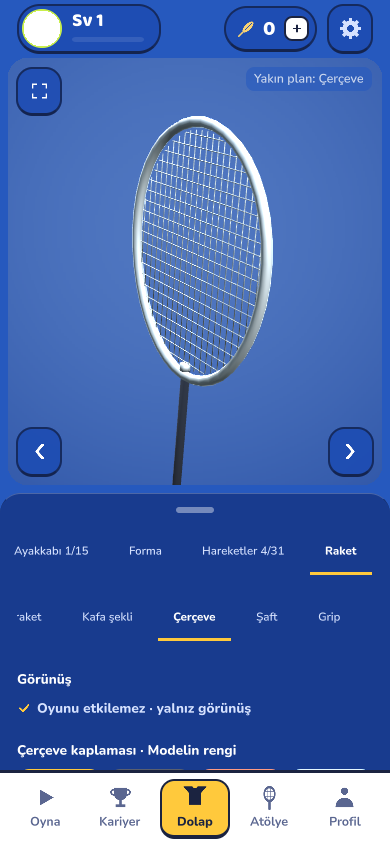 Sv 1
0
+
Yakın plan: Çerçeve
Ayakkabı 1/15 Forma Hareketler 4/31 Raket
raket Kafa şekli Çerçeve Şaft Grip
Görünüş
Oyunu etkilemez · yalnız görünüş
Çerçeve kaplaması · Modelin rengi
Oyna Kariyer Dolap Atölye Profil